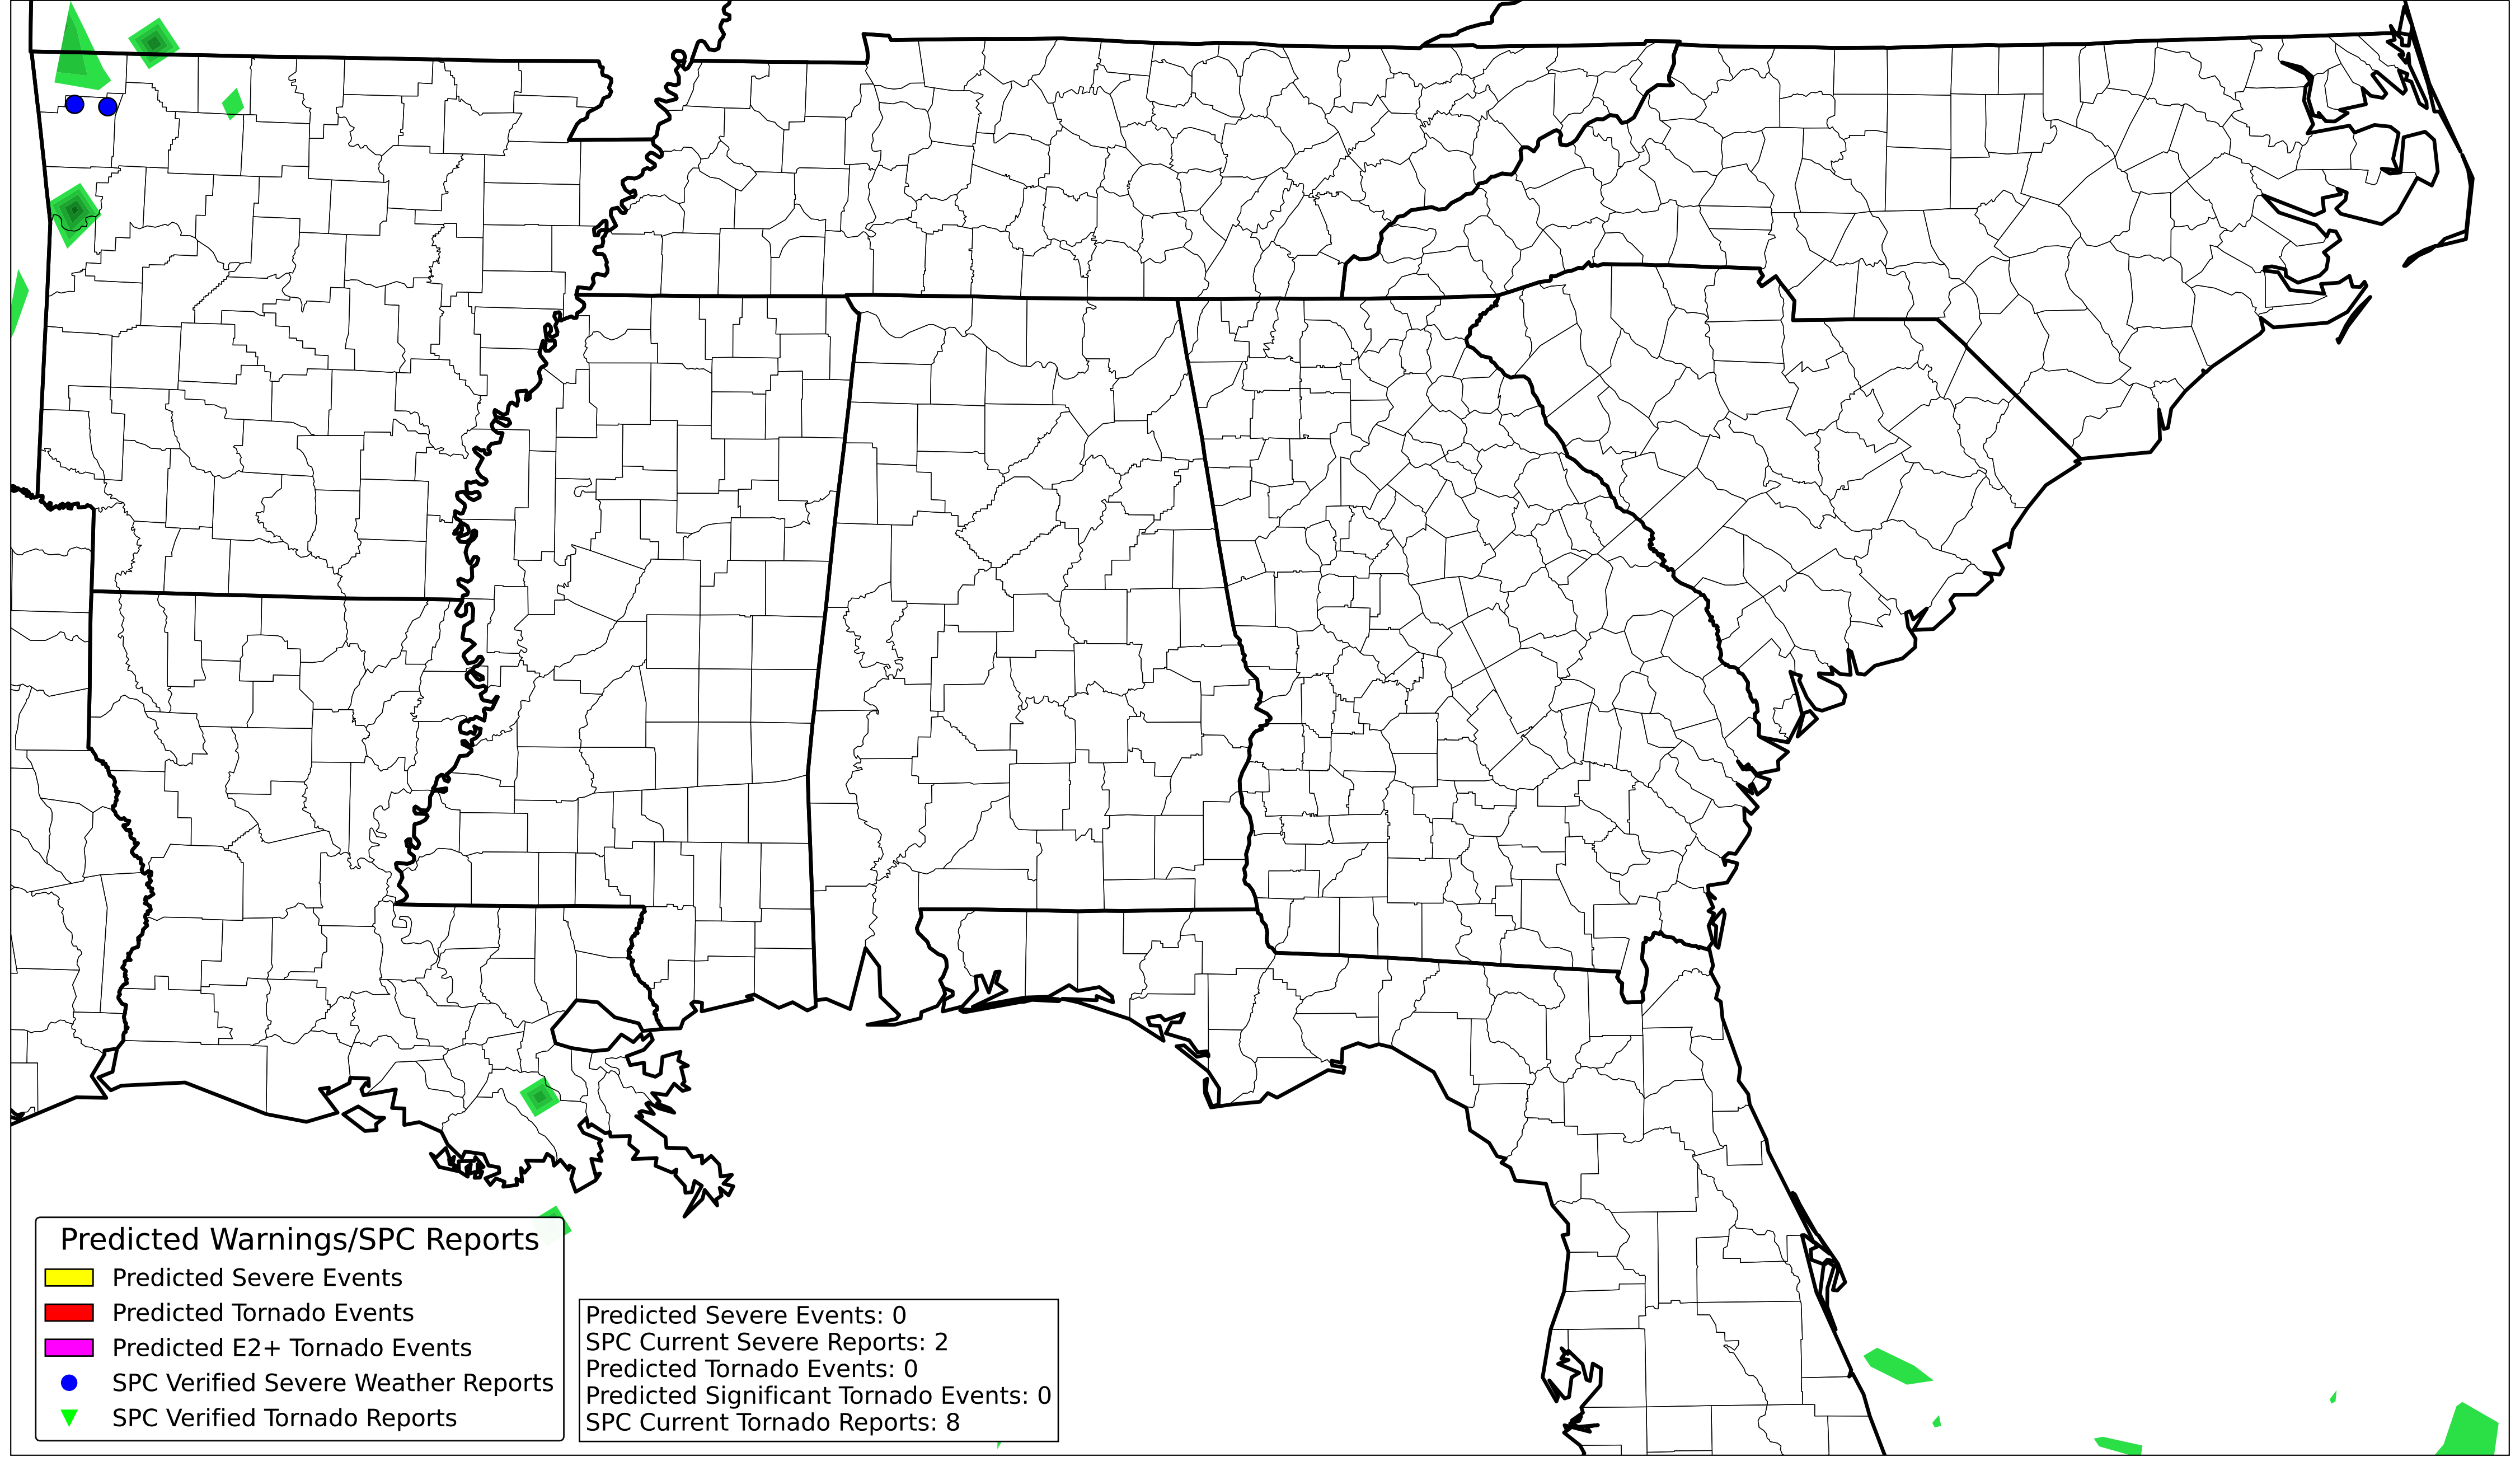 Predicted Warnings/SPC Reports
Predicted Severe Events
Predicted Tornado Events
Predicted E2+ Tornado Events
SPC Verified Severe Weather Reports
SPC Verified Tornado Reports
Predicted Severe Events: 0
SPC Current Severe Reports: 2
Predicted Tornado Events: 0
Predicted Significant Tornado Events: 0
SPC Current Tornado Reports: 8